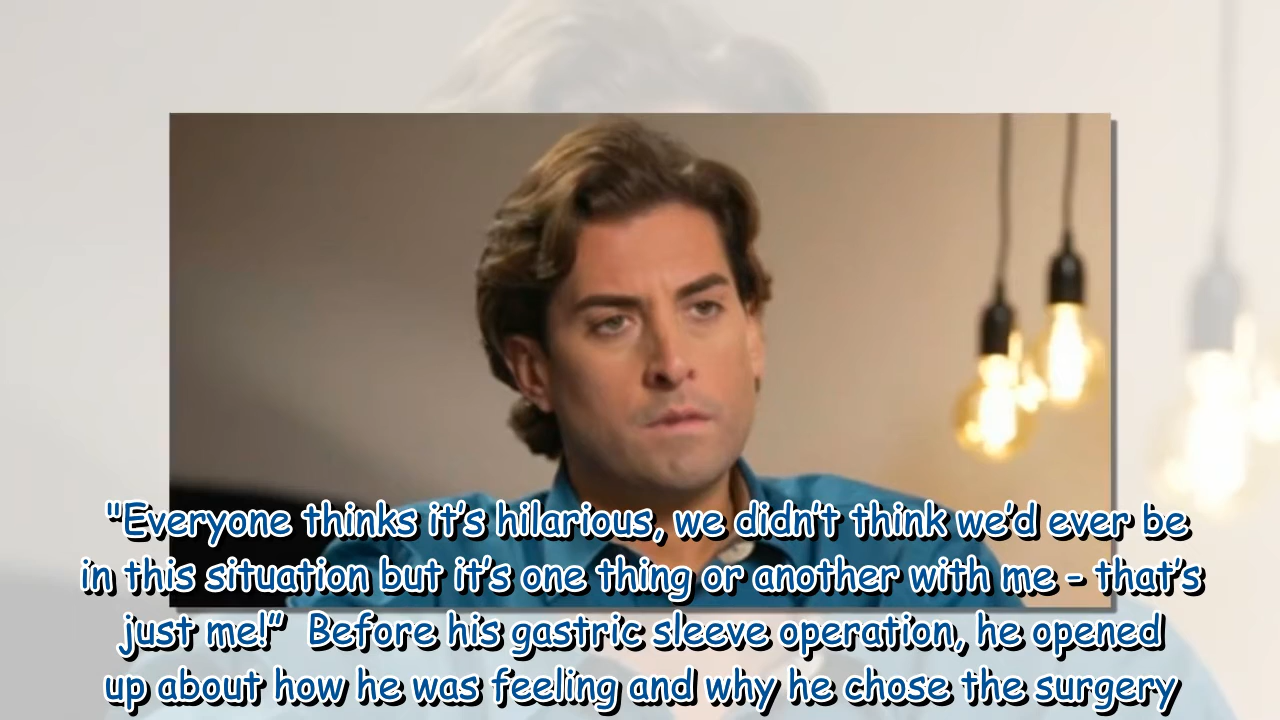 "Everyone thinks it's hilarious, we didn't think we'd ever be
in this situation but it's one thing or another with me - that's
just me!”  Before his gastric sleeve operation, he opened
up about how he was feeling and why he chose the surgery